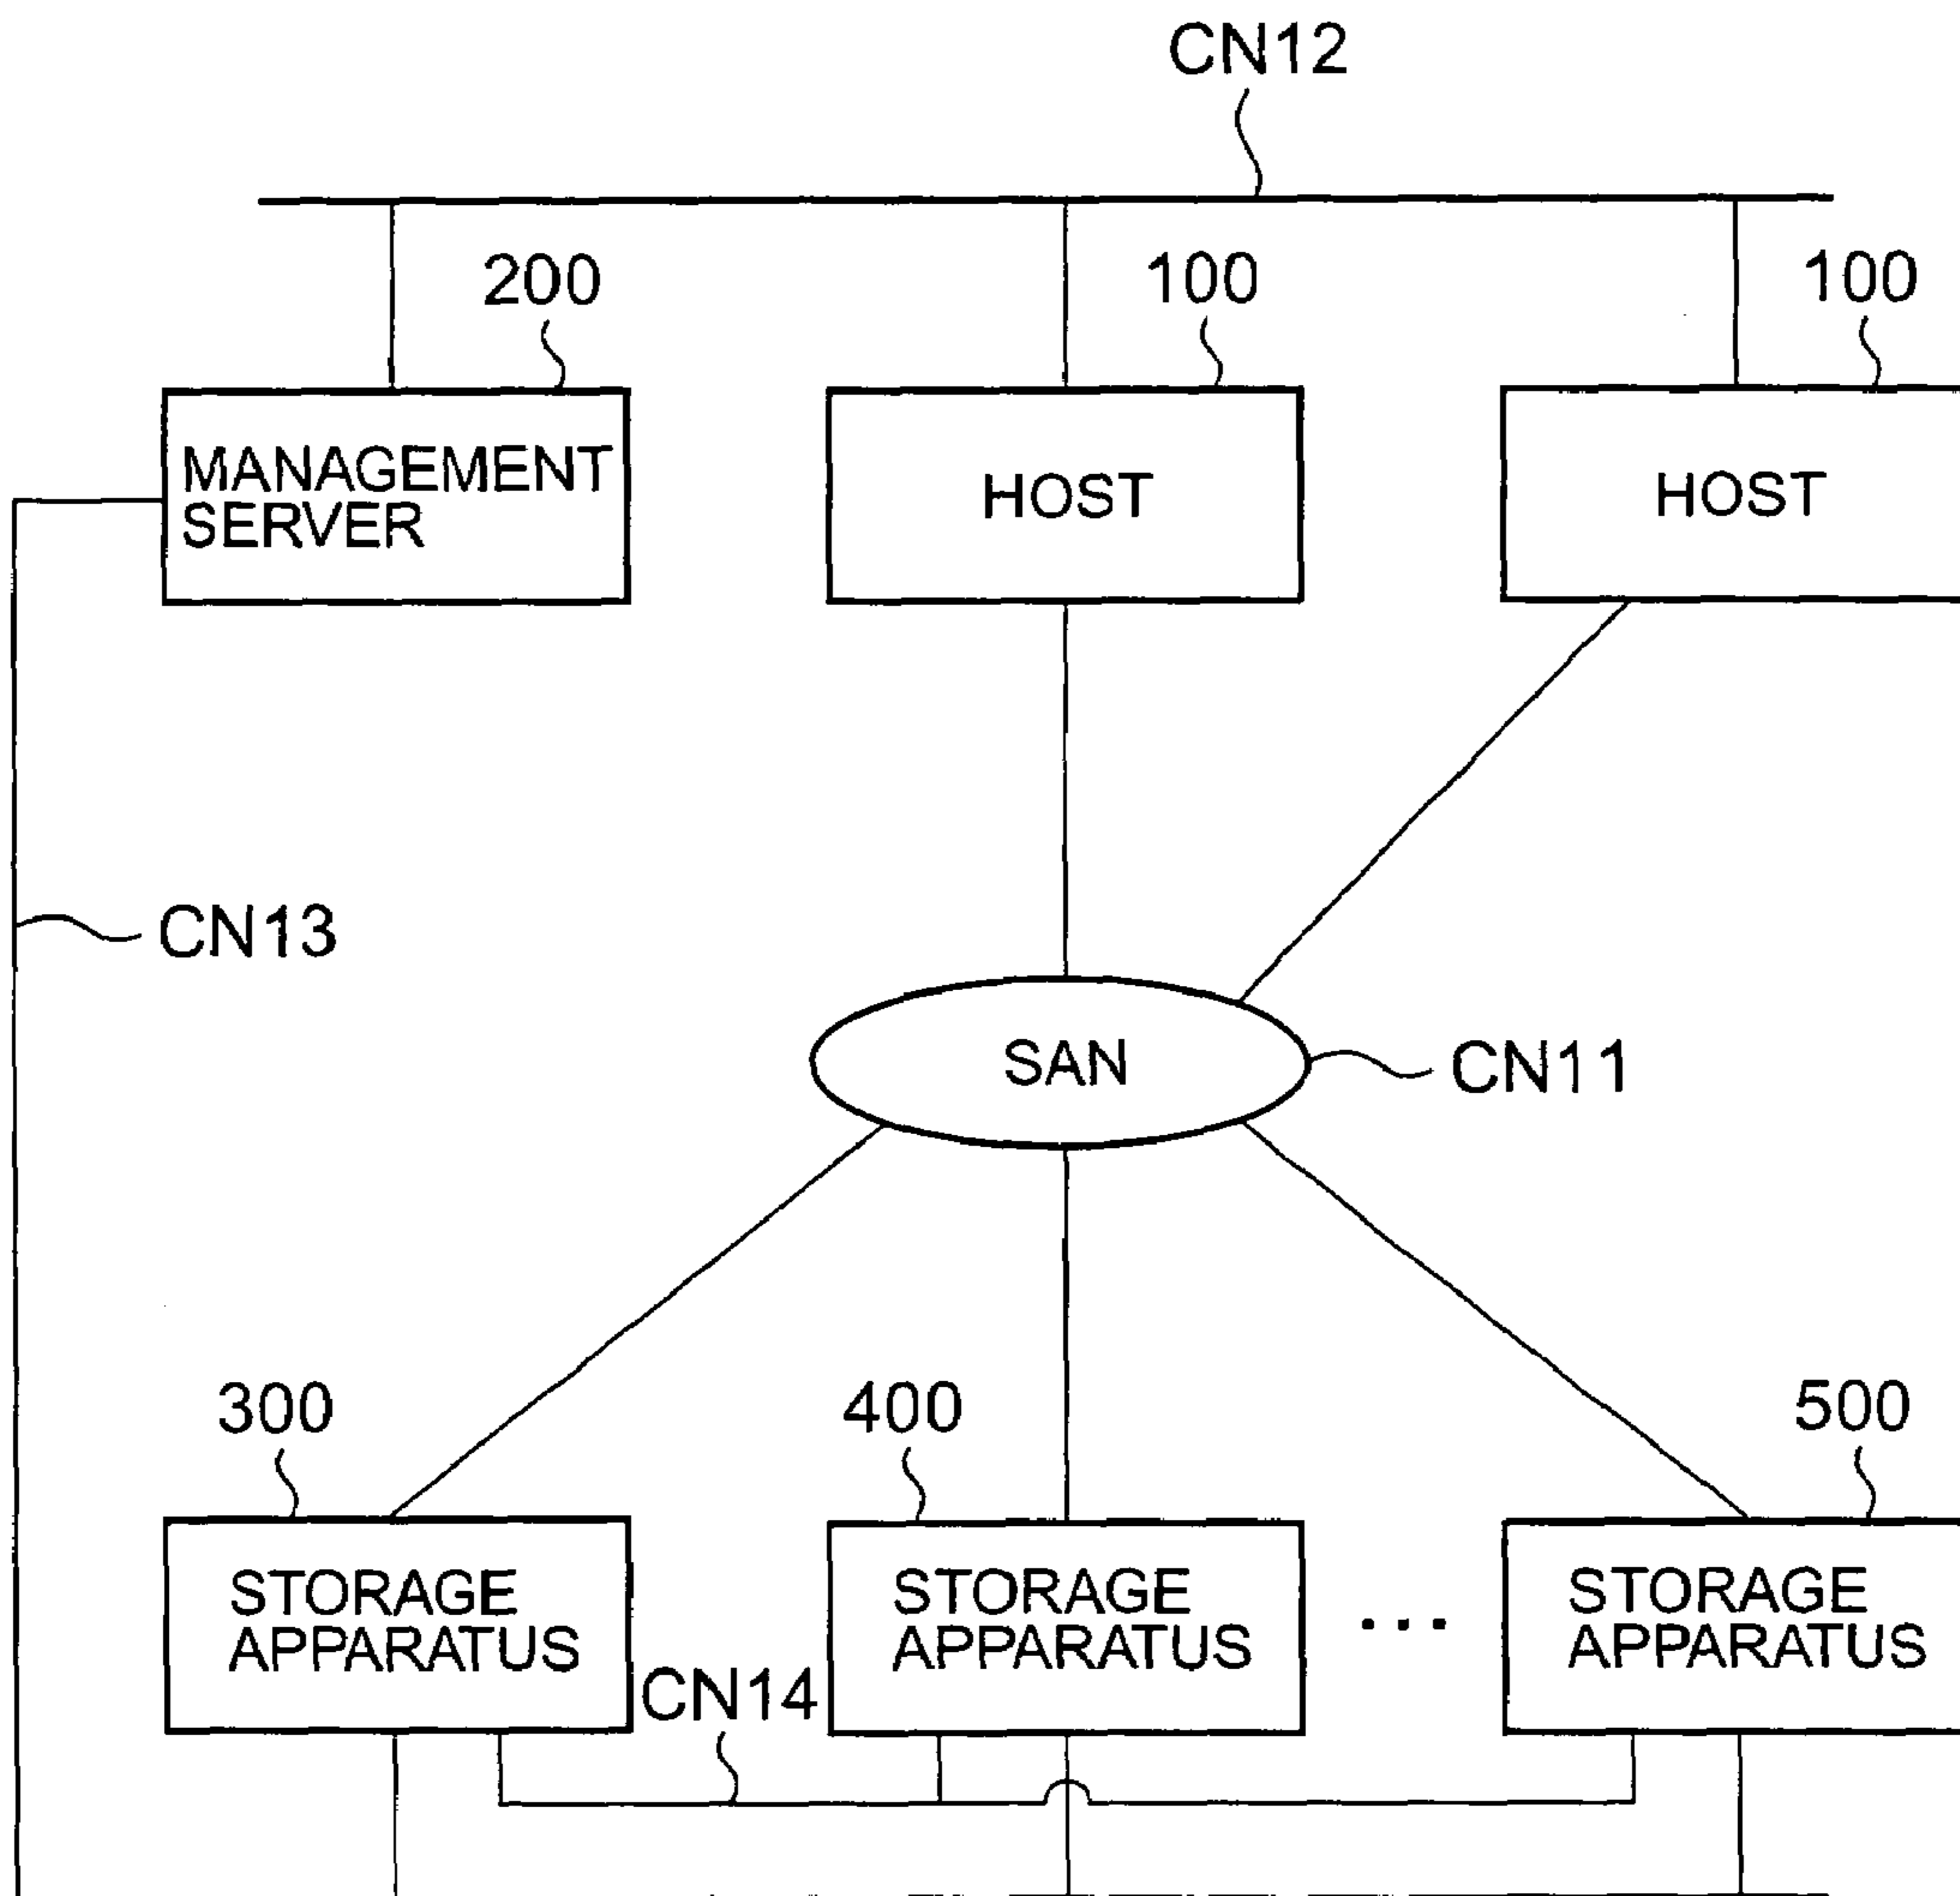 CN12
200
100
100
MANAGEMENT
SERVER
HOST
HOST
CN13
SAN
CN11
300
400
500
STORAGE
APPARATUS
STORAGE
APPARATUS
...
STORAGE
APPARATUS
CN14